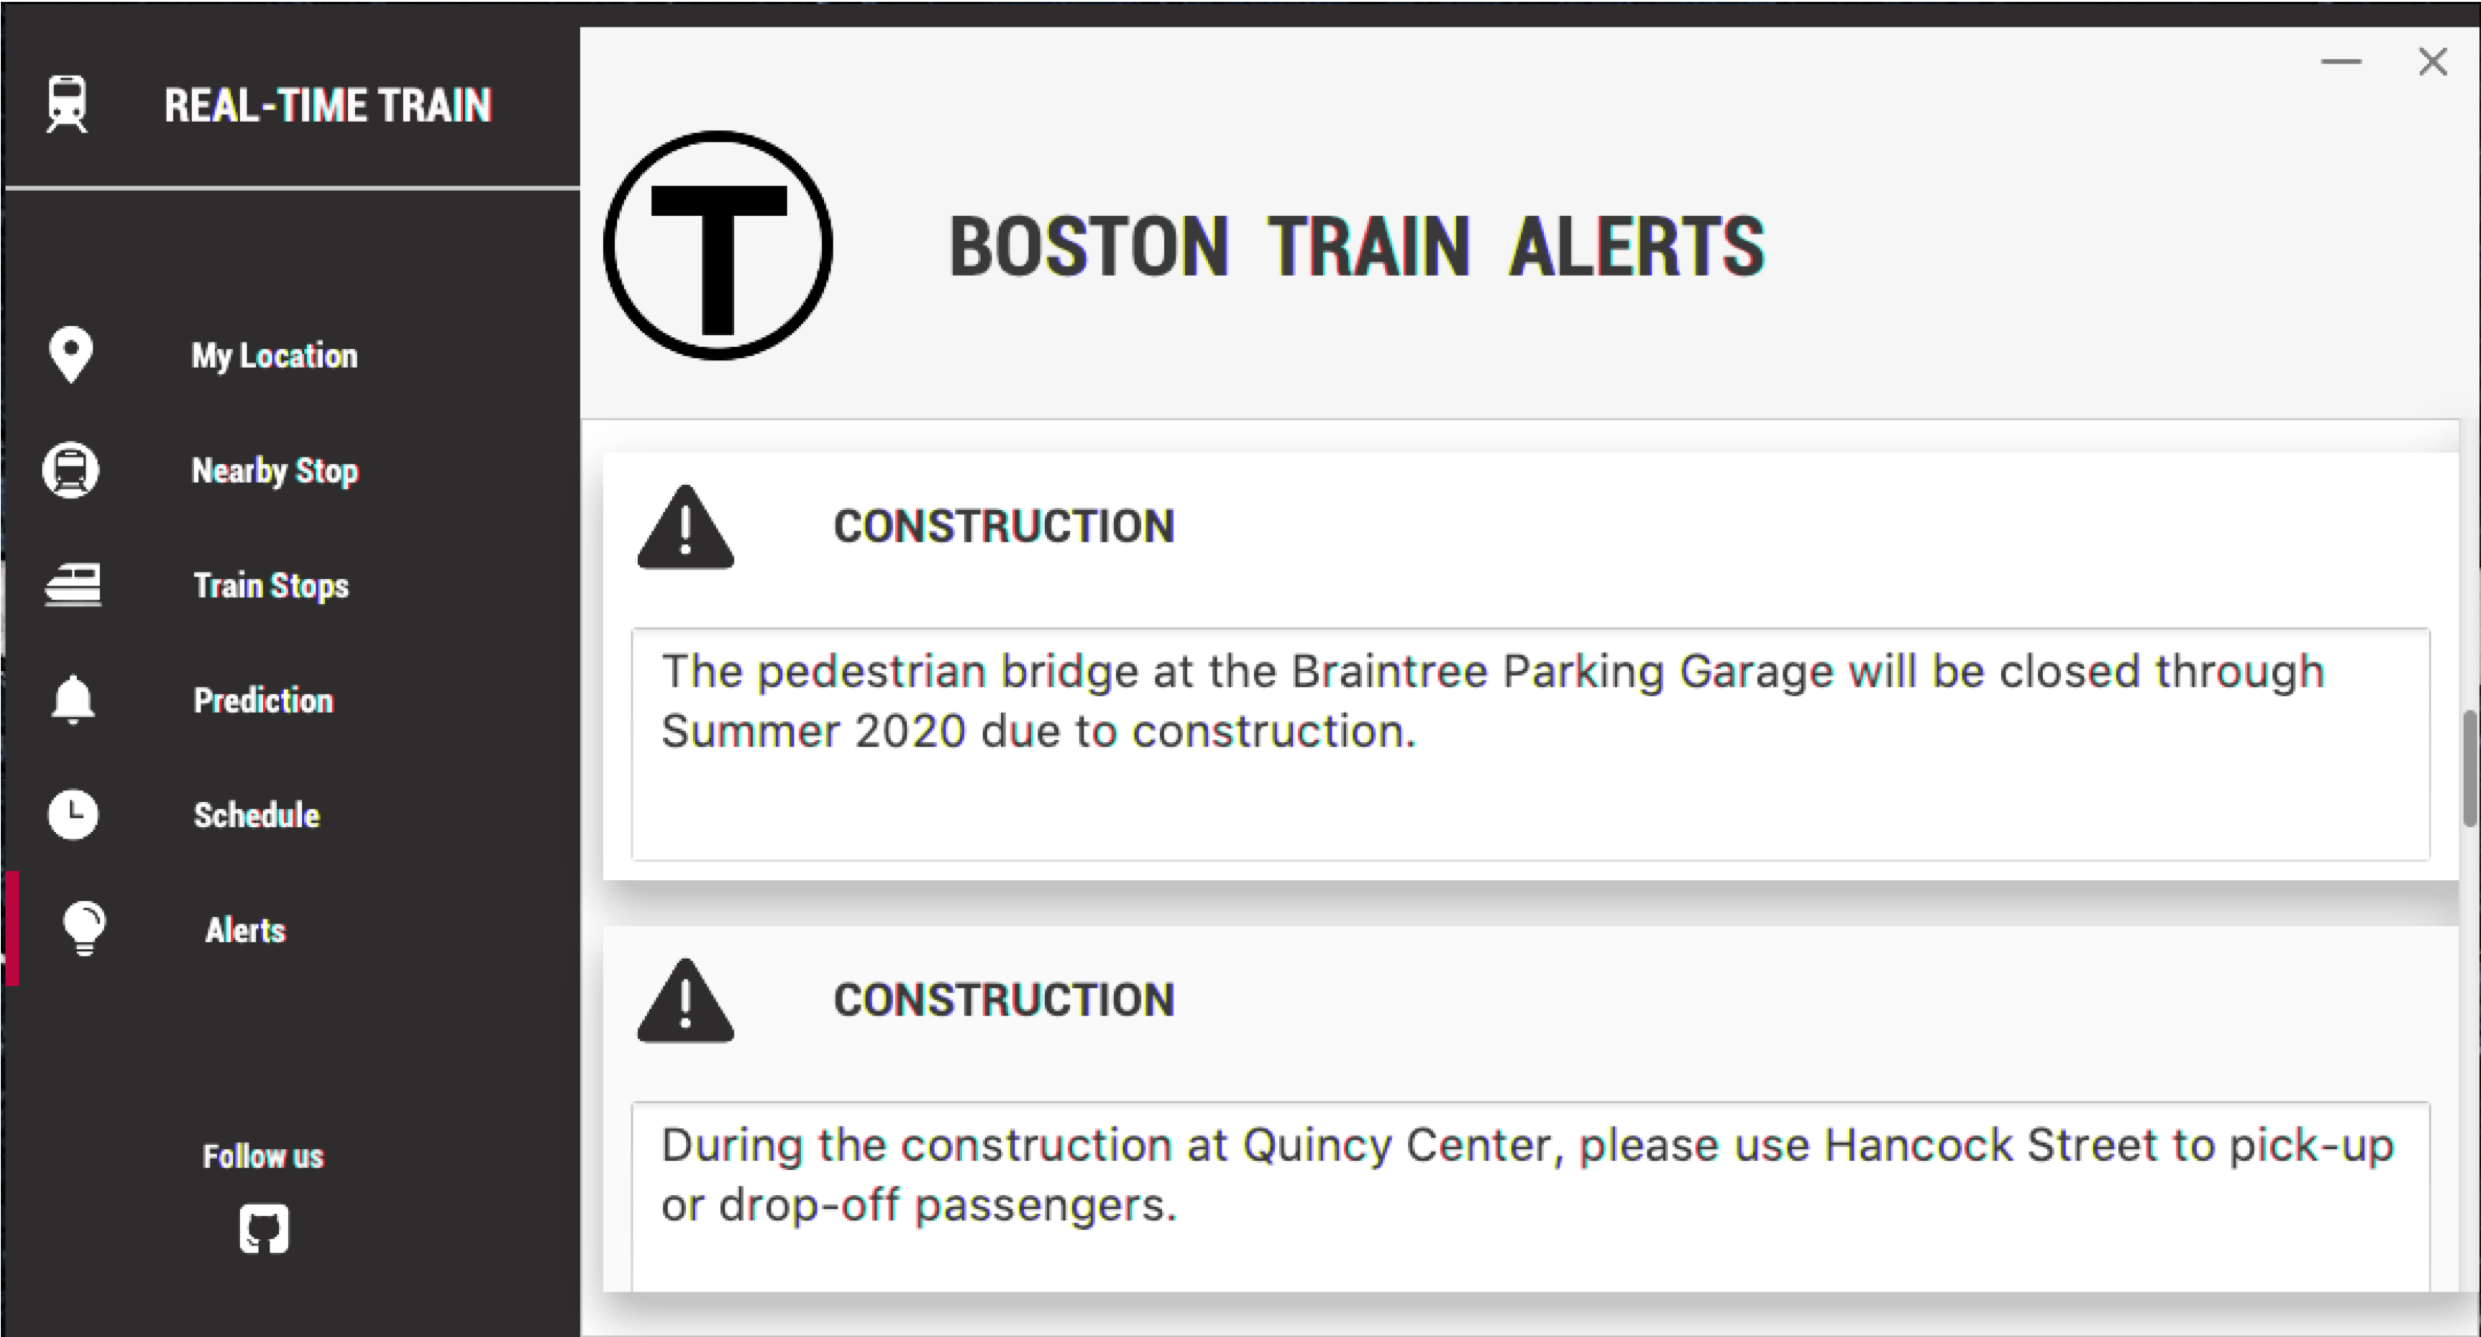 REAL-TIME TRAIN
My Location
Nearby Stop
Train Stops
Prediction
Schedule
Alerts
Follow us
T
BOSTON TRAIN ALERTS
CONSTRUCTION
The pedestrian bridge at the Braintree Parking Garage will be closed through
Summer 2020 due to construction.
CONSTRUCTION
During the construction at Quincy Center, please use Hancock Street to pick-up
or drop-off passengers.